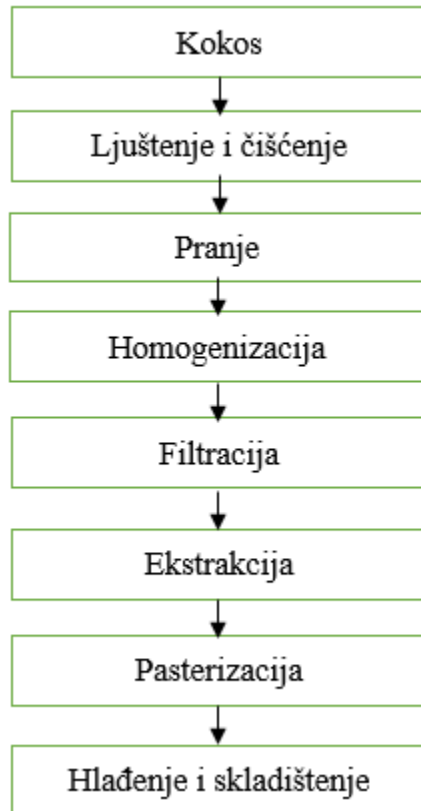 Kokos
Ljuštenje i čišćenje
Pranje
Homogenizacija
Filtracija
Ekstrakcija
Pasterizacija
Hlađenje i skladištenje